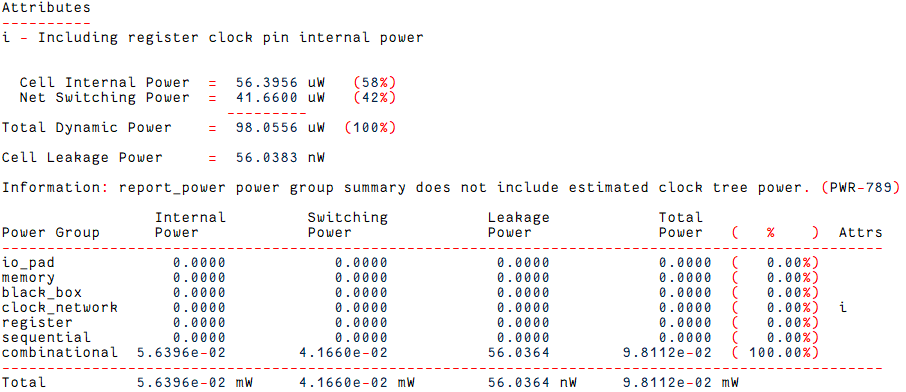 Attributes
----------
i - Including register clock pin internal power
Cell Internal Power  =  56.3956 uW   (58%)
Net Switching Power  =  41.6600 uW   (42%)
---------
Total Dynamic Power    =  98.0556 uW  (100%)
Cell Leakage Power     =  56.0383 nW
Information: report_power power group summary does not include estimated clock tree power. (PWR-789)
Internal         Switching           Leakage            Total
Power Group      Power            Power               Power              Power   (   %    )  Attrs
--------------------------------------------------------------------------------------------------
io_pad             0.0000            0.0000            0.0000            0.0000  (   0.00%)
memory             0.0000            0.0000            0.0000            0.0000  (   0.00%)
black_box          0.0000            0.0000            0.0000            0.0000  (   0.00%)
clock_network      0.0000            0.0000            0.0000            0.0000  (   0.00%)  i
register           0.0000            0.0000            0.0000            0.0000  (   0.00%)
sequential         0.0000            0.0000            0.0000            0.0000  (   0.00%)
combinational  5.6396e-02        4.1660e-02           56.0364        9.8112e-02  ( 100.00%)
--------------------------------------------------------------------------------------------------
Total          5.6396e-02 mW     4.1660e-02 mW        56.0364 nW     9.8112e-02 mW